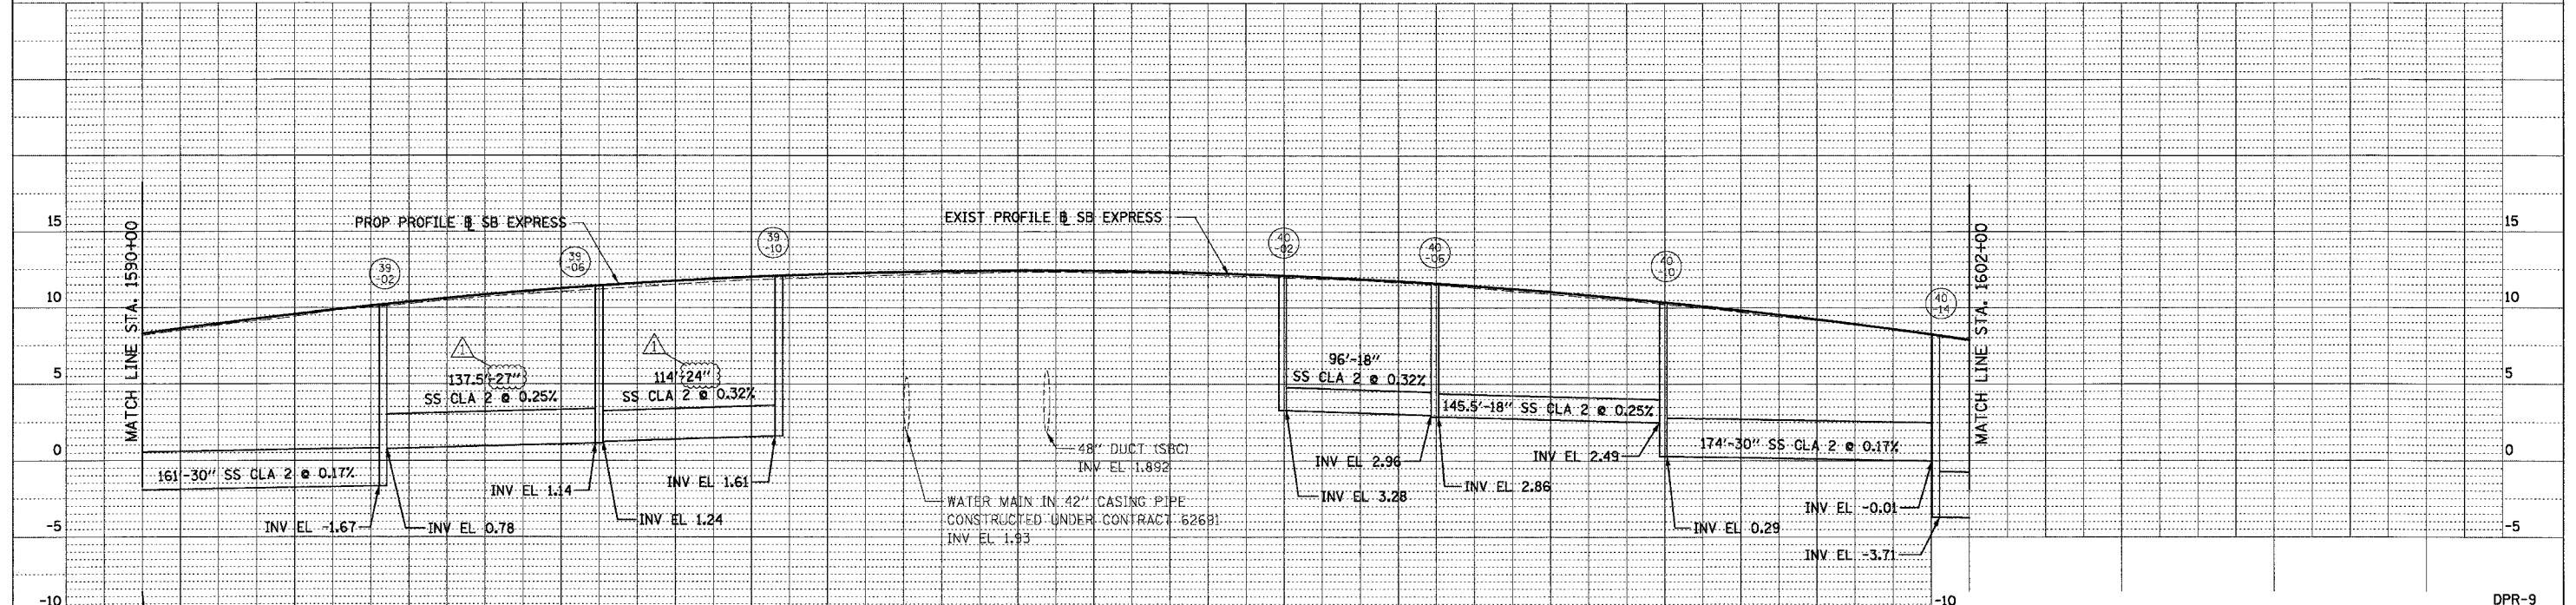 15
10
5
0
-5
-10
MATCH LINE STA. 1590+00
PROP PROFILE ℄ SB EXPRESS
EXIST PROFILE ℄ SB EXPRESS
39
-02
39
-06
39
-10
40
-02
40
-06
40
-10
40
-14
1
137.5'-27"
SS CLA 2 @ 0.25%
1
114'-24"
SS CLA 2 @ 0.32%
96'-18"
SS CLA 2 @ 0.32%
145.5'-18" SS CLA 2 @ 0.25%
174'-30" SS CLA 2 @ 0.17%
161-30" SS CLA 2 @ 0.17%
INV EL -1.67
INV EL 0.78
INV EL 1.14
INV EL 1.24
INV EL 1.61
48" DUCT (SBC)
INV EL 1.892
WATER MAIN IN 42" CASING PIPE
CONSTRUCTED UNDER CONTRACT 62691
INV EL 1.93
INV EL 2.96
INV EL 3.28
INV EL 2.86
INV EL 2.49
INV EL 0.29
INV EL -0.01
INV EL -3.71
MATCH LINE STA. 1602+00
15
10
5
0
-5
-10
DPR-9